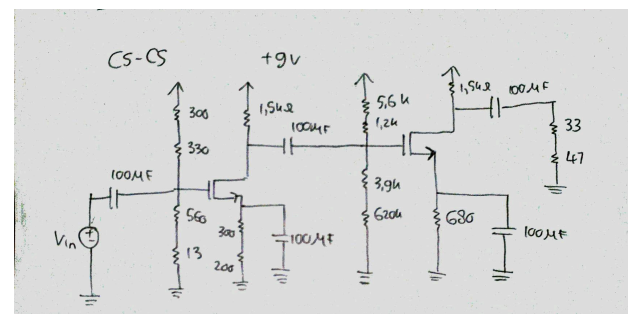 CS-CS
+9V
300
330
560
13
100µF
Vin
1,5kΩ
100µF
300
200
100µF
5,6k
1,2k
3,9k
620k
1,5kΩ
100µF
33
47
680
100µF